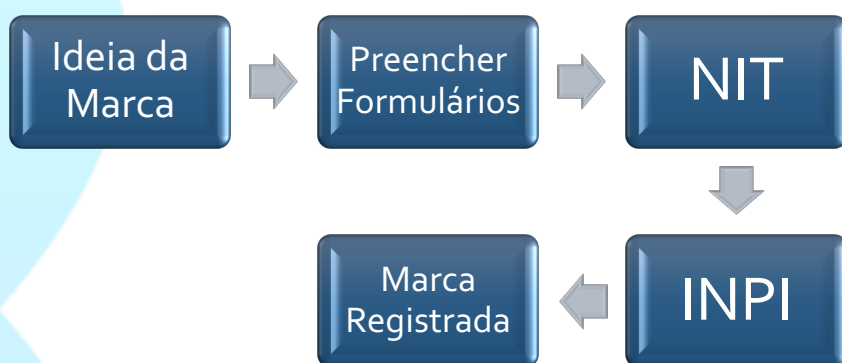 Ideia da
Marca
Preencher
Formulários
NIT
INPI
Marca
Registrada